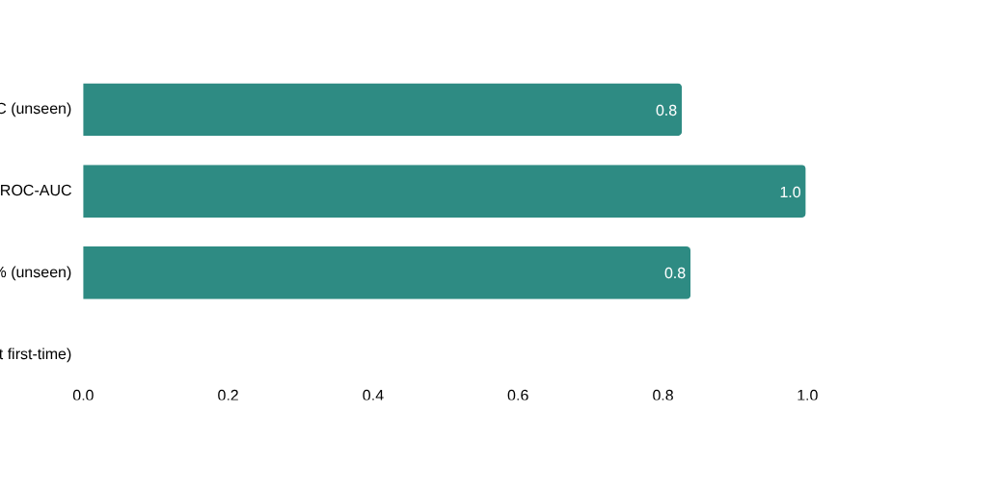 C (unseen)
0.8
ROC-AUC
1.0
% (unseen)
0.8
t first-time)
0.0 0.2 0.4 0.6 0.8 1.0